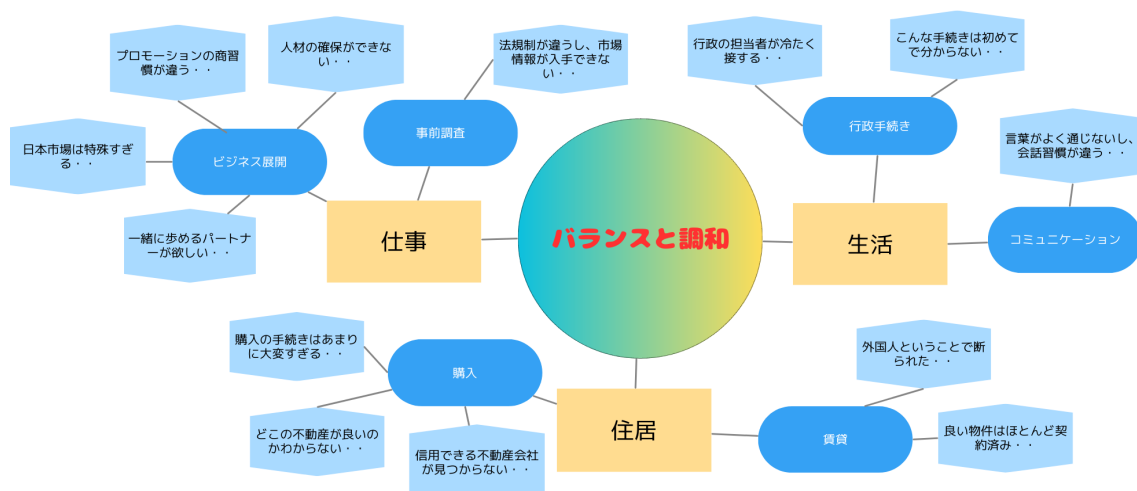 プロモーションの商習
慣が違う・・
人材の確保ができな
い・・
法規制が違うし、市場
情報が入手できな
い・・
行政の担当者が冷たく
接する・・
こんな手続きは初めて
で分からない・・
日本市場は特殊すぎ
る・・
ビジネス展開
事前調査
行政手続き
言葉がよく通じないし、
会話習慣が違う・・
一緒に歩めるパートナ
ーが欲しい・・
仕事
バランスと調和
生活
コミュニケーション
購入の手続きはあまり
に大変すぎる・・
購入
外国人ということで断
られた・・
どこの不動産が良いの
かわからない・・
信用できる不動産会社
が見つからない・・
住居
賃貸
良い物件はほとんど契
約済み・・